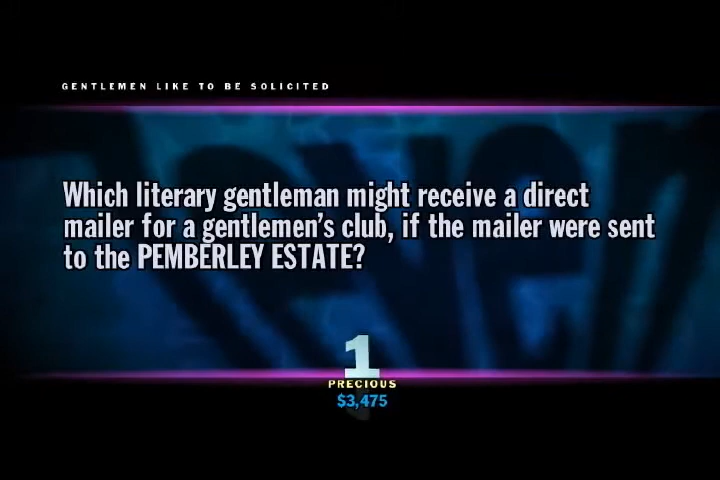 GENTLEMEN LIKE TO BE SOLICITED
Which literary gentleman might receive a direct
mailer for a gentlemen's club, if the mailer were sent
to the PEMBERLEY ESTATE?
1
PRECIOUS
$3,475